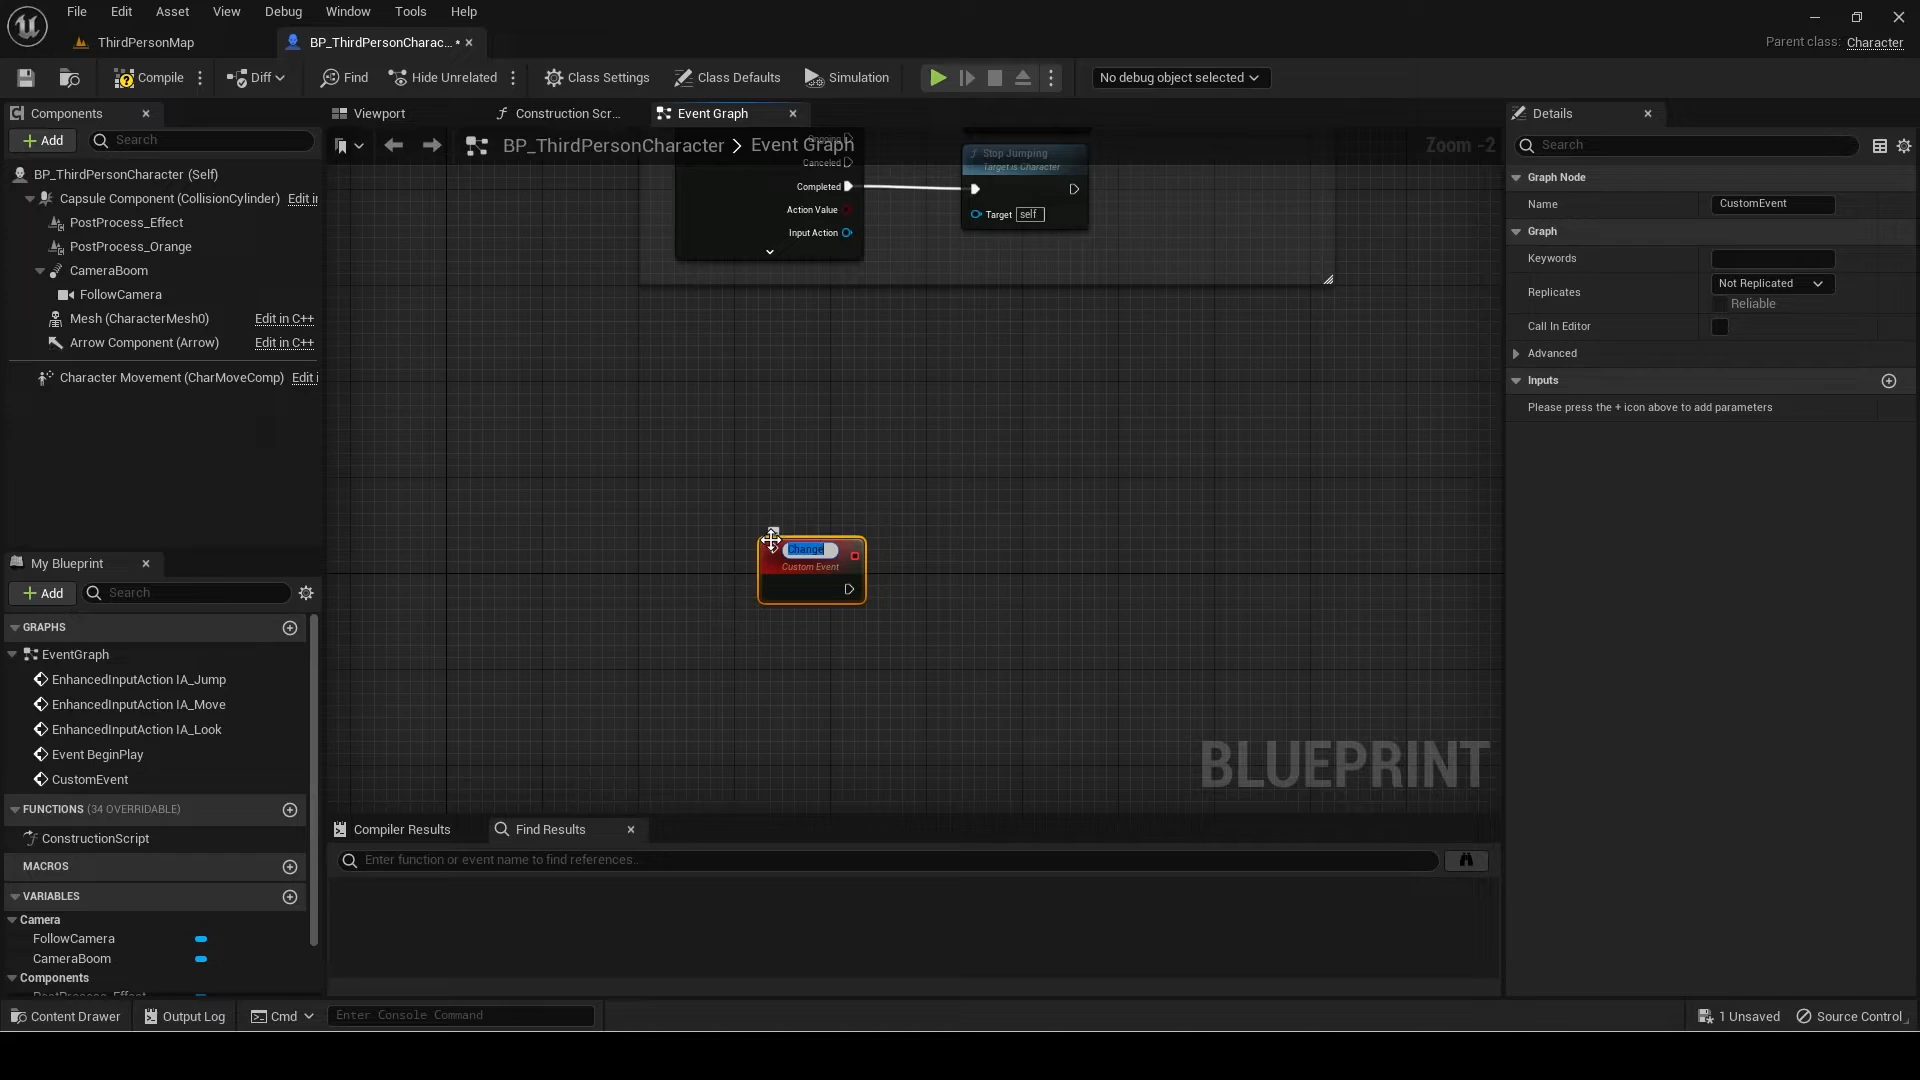 File Edit Asset View Debug Window Tools Help
ThirdPersonMap
BP_ThirdPersonCharac... •
Parent class: Character
Compile
Diff
Find
Hide Unrelated
Class Settings
Class Defaults
Simulation
No debug object selected
Components
Viewport
Construction Scr...
Event Graph
Details
Add
Search
BP_ThirdPersonCharacter > Event Graph
Zoom -2
Search
BP_ThirdPersonCharacter (Self)
Capsule Component (CollisionCylinder) Edit in
PostProcess_Effect
PostProcess_Orange
CameraBoom
FollowCamera
Mesh (CharacterMesh0) Edit in C++
Arrow Component (Arrow) Edit in C++
Character Movement (CharMoveComp) Edit i
Ongoing
Canceled
Completed
Action Value
Input Action
Stop Jumping
Target is Character
Target self
Graph Node
Name CustomEvent
Graph
Keywords
Replicates Not Replicated
Reliable
Call In Editor
Advanced
Inputs
Please press the + icon above to add parameters
Change
Custom Event
BLUEPRINT
My Blueprint
Add
Search
GRAPHS
EventGraph
EnhancedInputAction IA_Jump
EnhancedInputAction IA_Move
EnhancedInputAction IA_Look
Event BeginPlay
CustomEvent
FUNCTIONS (34 OVERRIDABLE)
ConstructionScript
MACROS
VARIABLES
Camera
FollowCamera
CameraBoom
Components
PostProcess_Effect
Compiler Results
Find Results
Enter function or event name to find references...
Content Drawer
Output Log
Cmd
Enter Console Command
1 Unsaved
Source Control